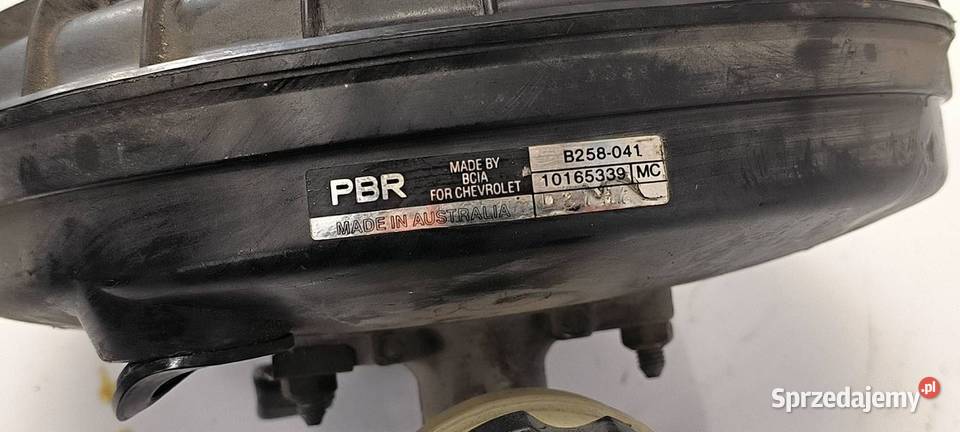 PBR
MADE BY
BCIA
FOR CHEVROLET
MADE IN AUSTRALIA
B258-041
10165339 MC
Sprzedajemy.pl